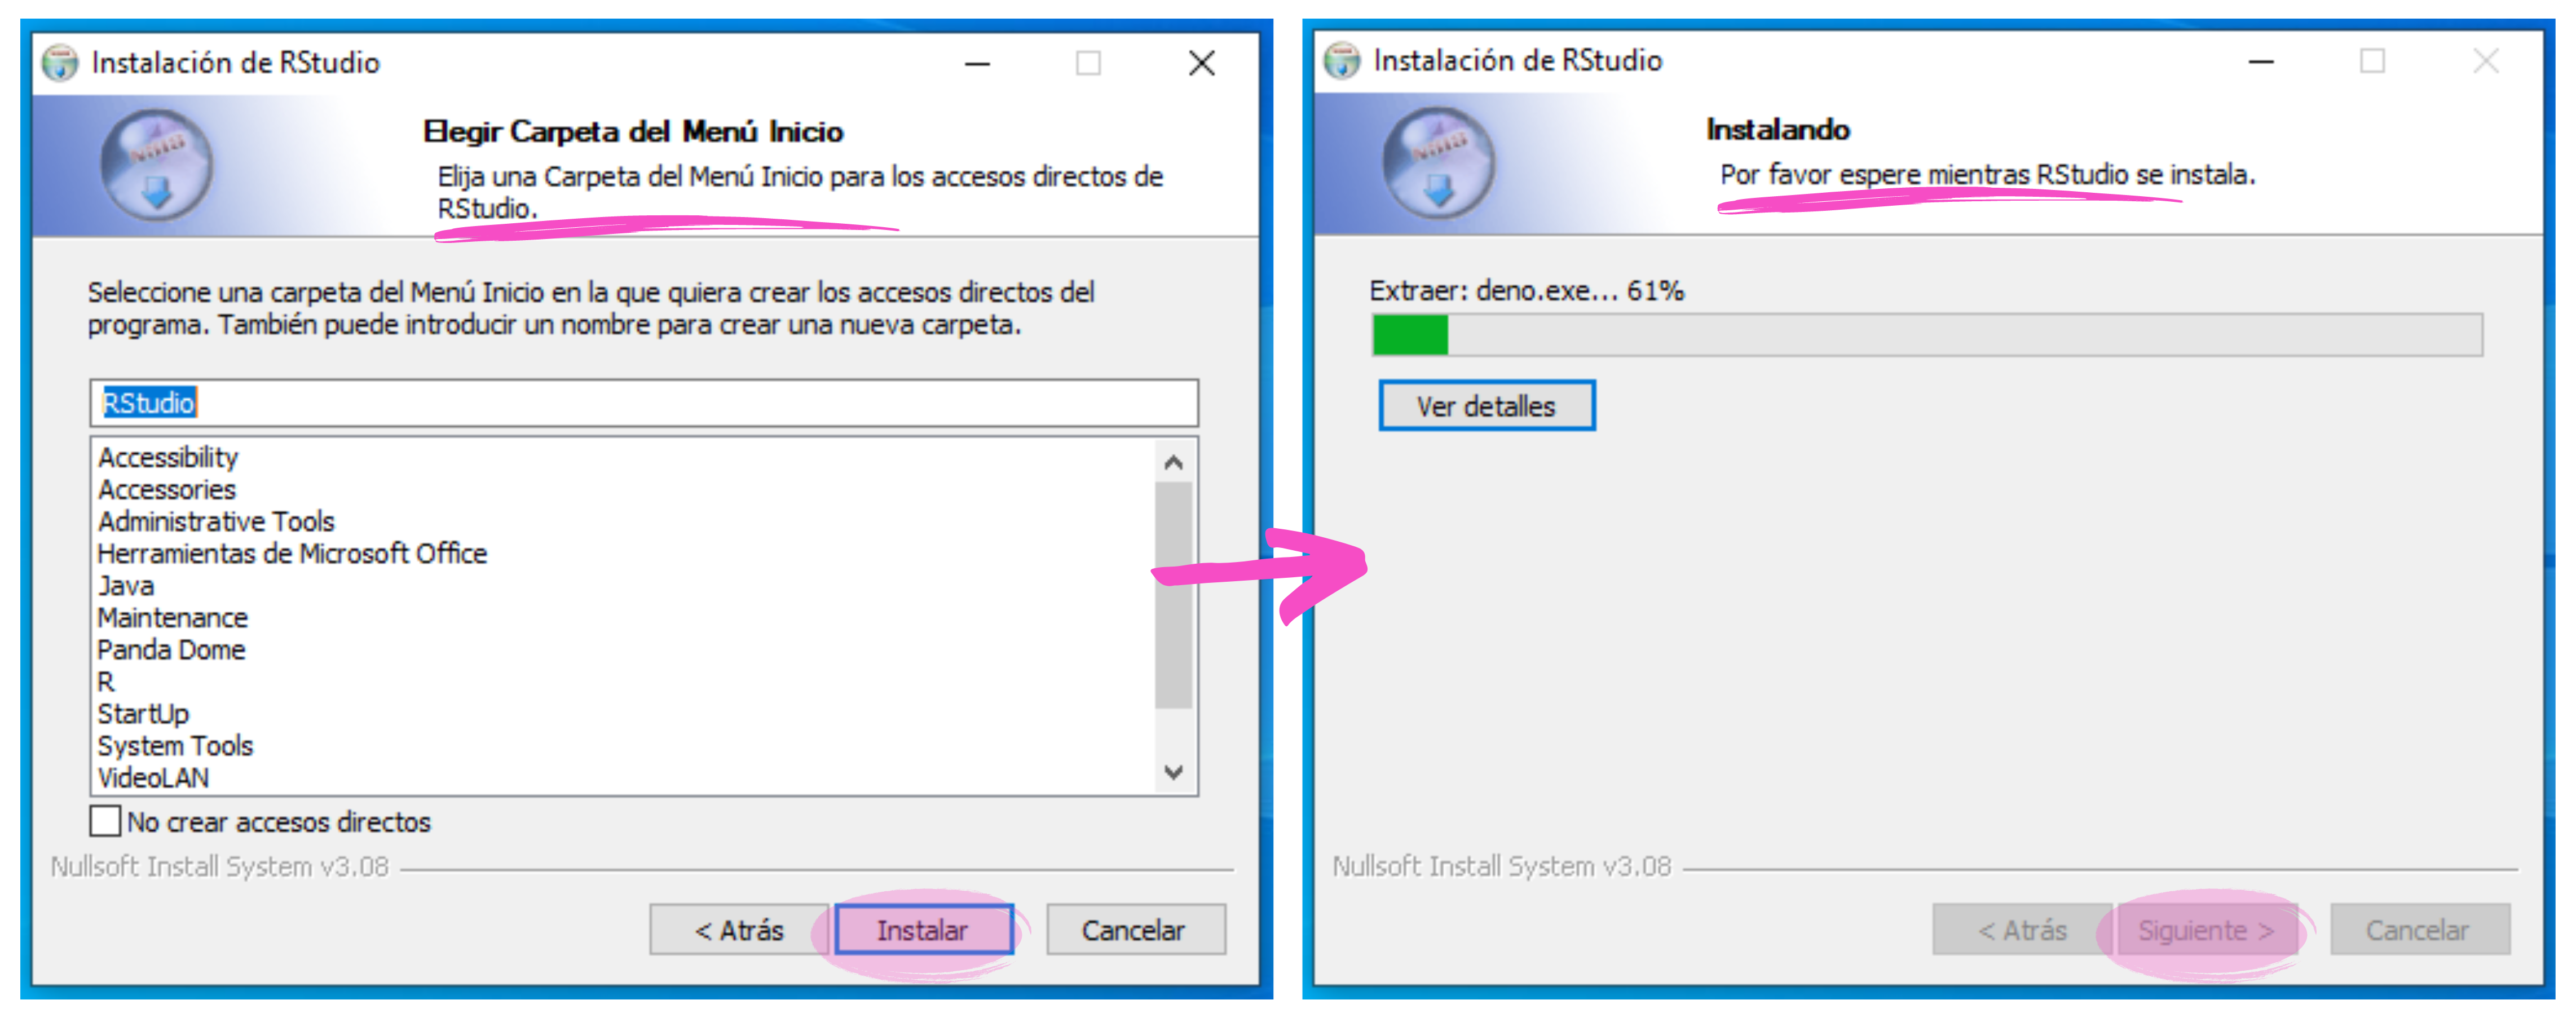 Instalación de RStudio
Elegir Carpeta del Menú Inicio
Elija una Carpeta del Menú Inicio para los accesos directos de
RStudio.
Seleccione una carpeta del Menú Inicio en la que quiera crear los accesos directos del
programa. También puede introducir un nombre para crear una nueva carpeta.
RStudio
Accessibility
Accessories
Administrative Tools
Herramientas de Microsoft Office
Java
Maintenance
Panda Dome
R
StartUp
System Tools
VideoLAN
No crear accesos directos
Nullsoft Install System v3.08
< Atrás
Instalar
Cancelar
Instalación de RStudio
Instalando
Por favor espere mientras RStudio se instala.
Extraer: deno.exe... 61%
Ver detalles
Nullsoft Install System v3.08
< Atrás
Siguiente >
Cancelar